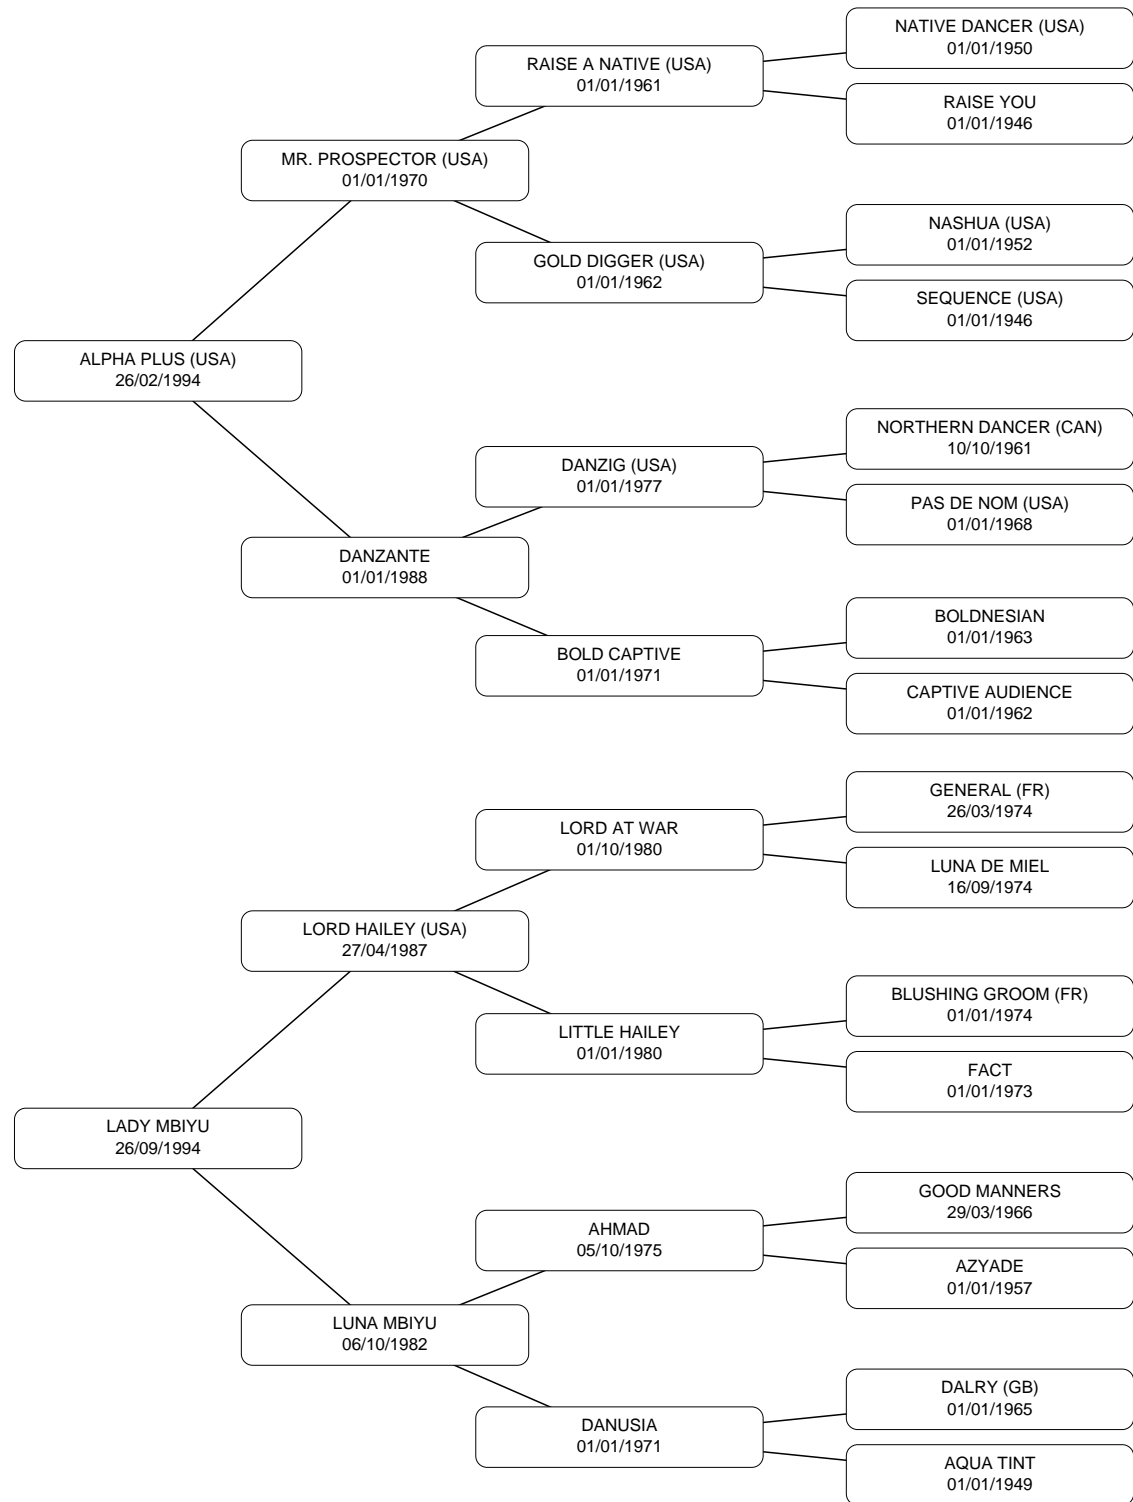 NATIVE DANCER (USA)
01/01/1950
RAISE A NATIVE (USA)
01/01/1961
RAISE YOU
01/01/1946
MR. PROSPECTOR (USA)
01/01/1970
NASHUA (USA)
01/01/1952
GOLD DIGGER (USA)
01/01/1962
SEQUENCE (USA)
01/01/1946
ALPHA PLUS (USA)
26/02/1994
NORTHERN DANCER (CAN)
10/10/1961
DANZIG (USA)
01/01/1977
PAS DE NOM (USA)
01/01/1968
DANZANTE
01/01/1988
BOLDNESIAN
01/01/1963
BOLD CAPTIVE
01/01/1971
CAPTIVE AUDIENCE
01/01/1962
GENERAL (FR)
26/03/1974
LORD AT WAR
01/10/1980
LUNA DE MIEL
16/09/1974
LORD HAILEY (USA)
27/04/1987
BLUSHING GROOM (FR)
01/01/1974
LITTLE HAILEY
01/01/1980
FACT
01/01/1973
LADY MBIYU
26/09/1994
GOOD MANNERS
29/03/1966
AHMAD
05/10/1975
AZYADE
01/01/1957
LUNA MBIYU
06/10/1982
DALRY (GB)
01/01/1965
DANUSIA
01/01/1971
AQUA TINT
01/01/1949